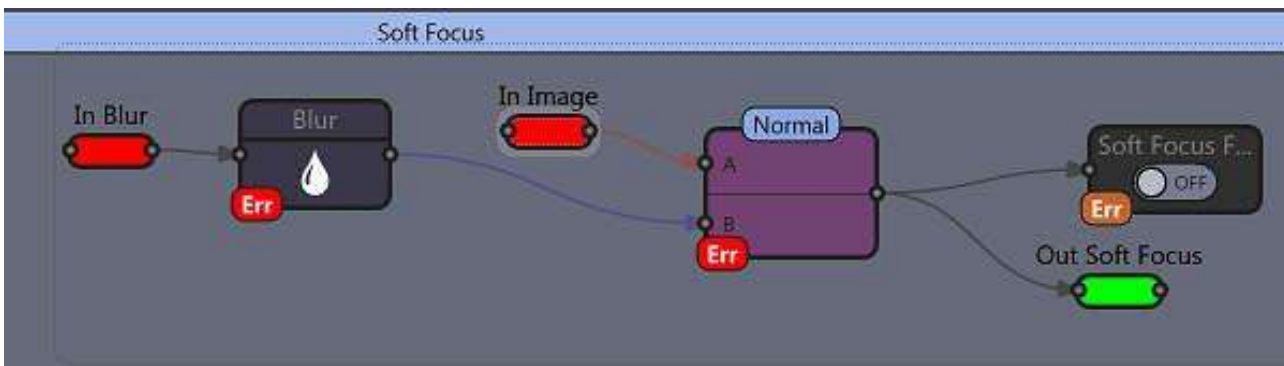 Soft Focus
In Blur
Blur
Err
In Image
Normal
A
B
Err
Soft Focus F...
OFF
Err
Out Soft Focus